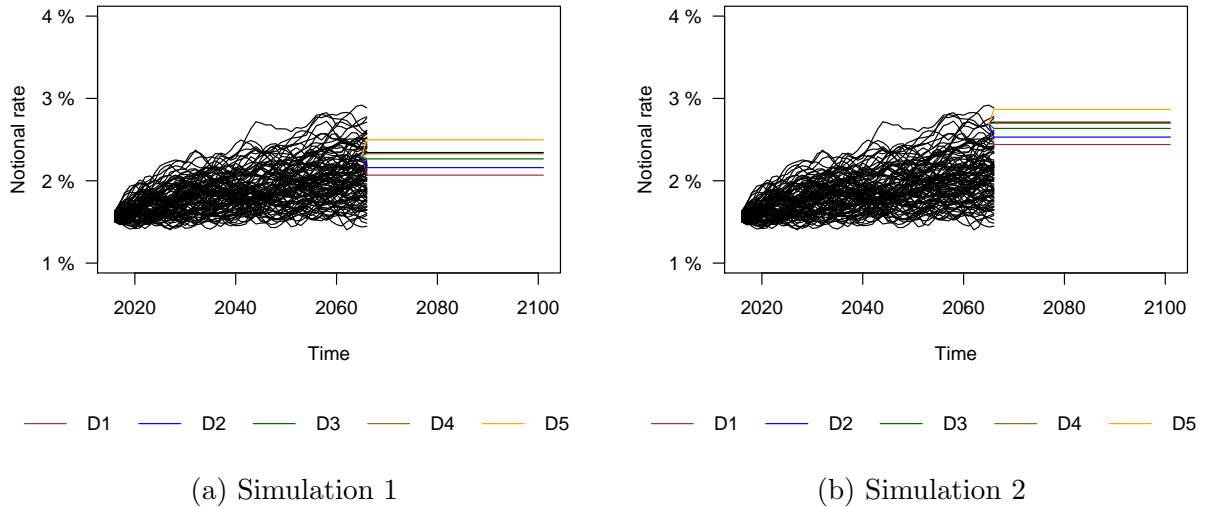 4 %
3 %
2 %
1 %
Notional rate
2020 2040 2060 2080 2100
Time
D1 D2 D3 D4 D5
(a) Simulation 1
4 %
3 %
2 %
1 %
Notional rate
2020 2040 2060 2080 2100
Time
D1 D2 D3 D4 D5
(b) Simulation 2